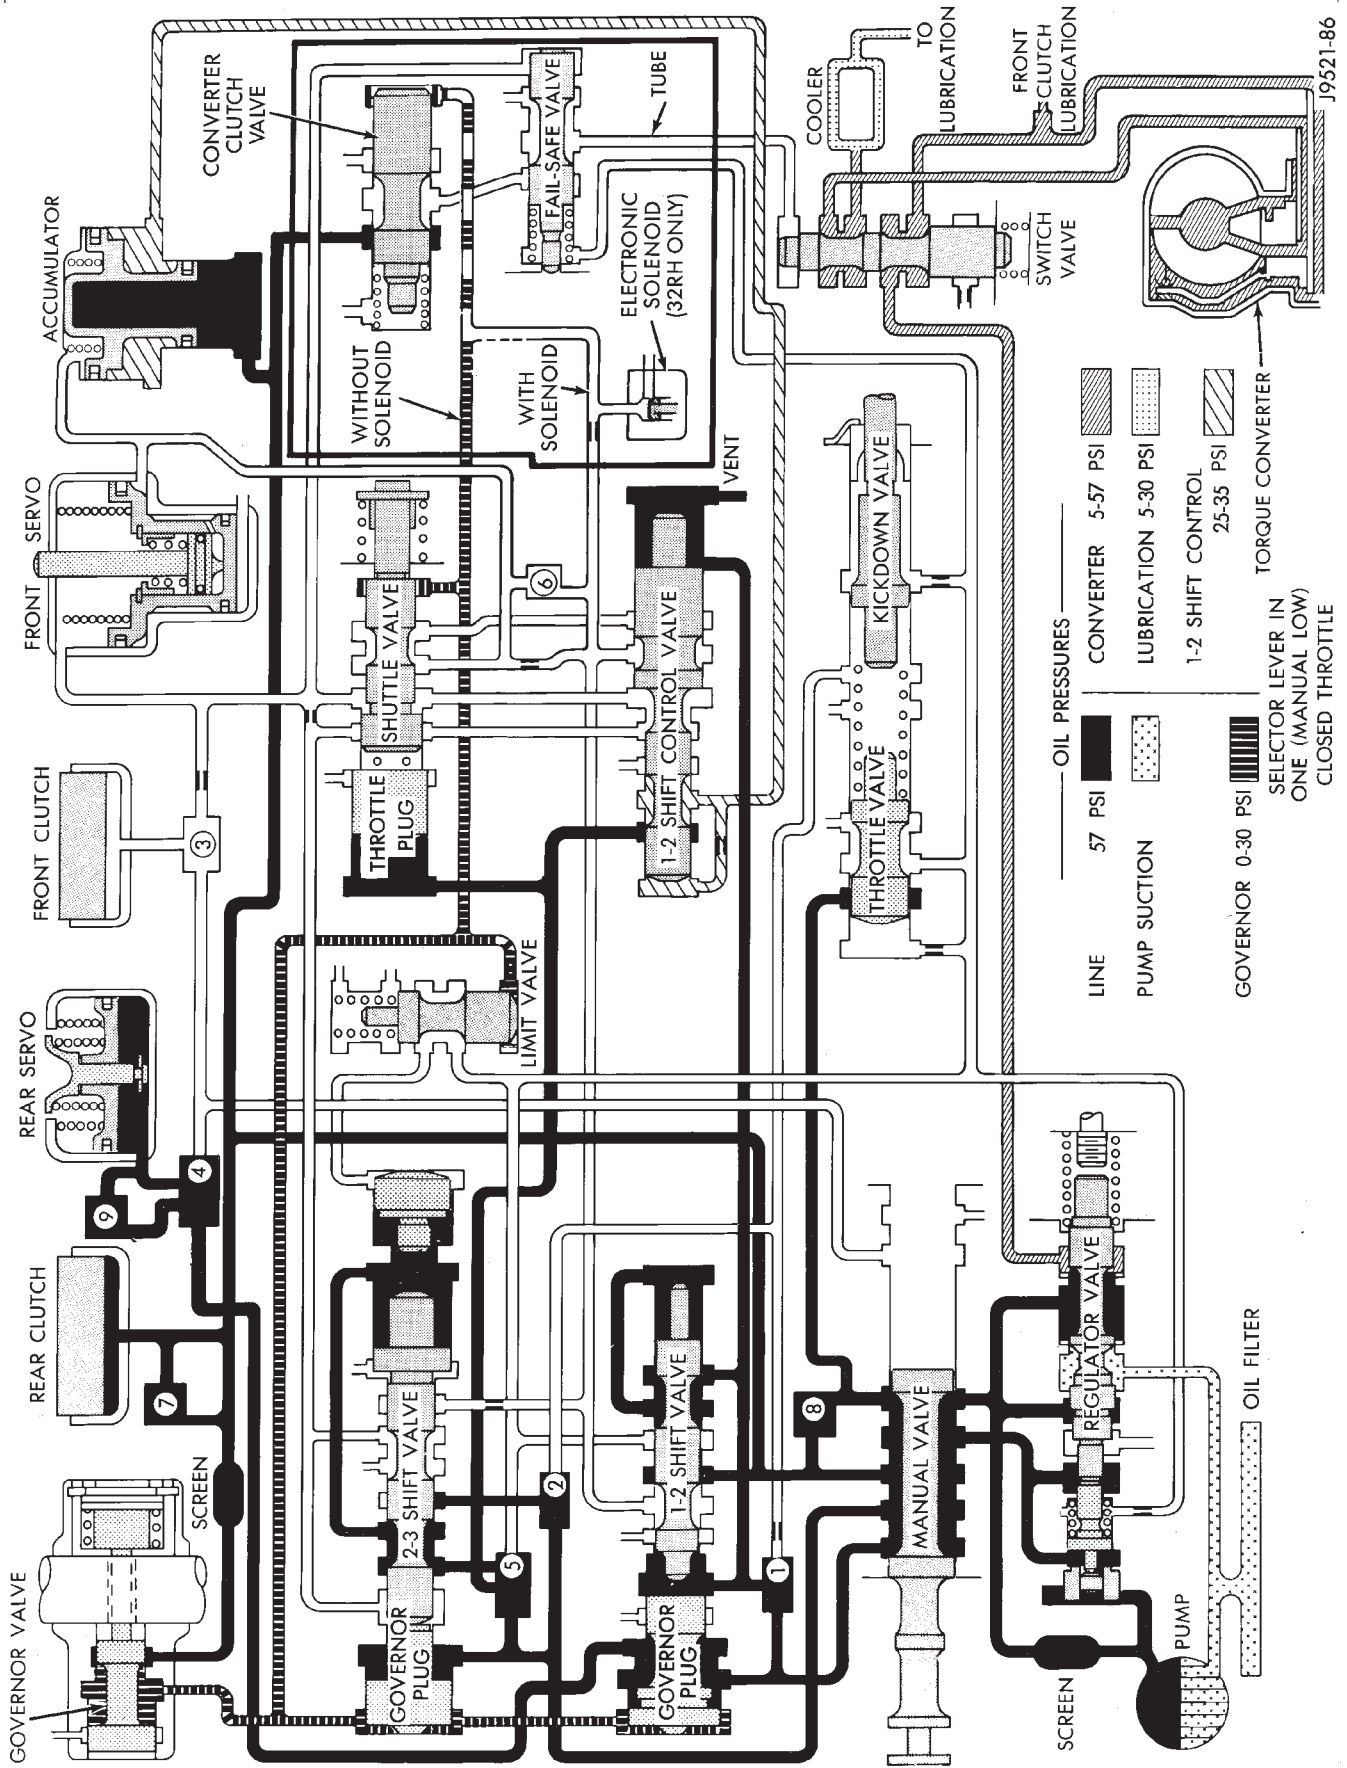 GOVERNOR VALVE
SCREEN
REAR CLUTCH
REAR SERVO
FRONT CLUTCH
FRONT SERVO
ACCUMULATOR
CONVERTER
CLUTCH
VALVE
7
9
4
3
GOVERNOR
PLUG
2-3 SHIFT VALVE
5
2
LIMIT VALVE
THROTTLE
PLUG
SHUTTLE VALVE
6
WITHOUT
SOLENOID
WITH
SOLENOID
FAIL-SAFE VALVE
TUBE
ELECTRONIC
SOLENOID
(32RH ONLY)
GOVERNOR
PLUG
1-2 SHIFT VALVE
1
8
1-2 SHIFT CONTROL VALVE
VENT
MANUAL VALVE
THROTTLE VALVE
KICKDOWN VALVE
COOLER
TO
LUBRICATION
FRONT
CLUTCH
LUBRICATION
SWITCH
VALVE
SCREEN
PUMP
REGULATOR VALVE
OIL FILTER
OIL PRESSURES
LINE 57 PSI
CONVERTER 5-57 PSI
PUMP SUCTION
LUBRICATION 5-30 PSI
1-2 SHIFT CONTROL
25-35 PSI
GOVERNOR 0-30 PSI
TORQUE CONVERTER
SELECTOR LEVER IN
ONE (MANUAL LOW)
CLOSED THROTTLE
J9521-86